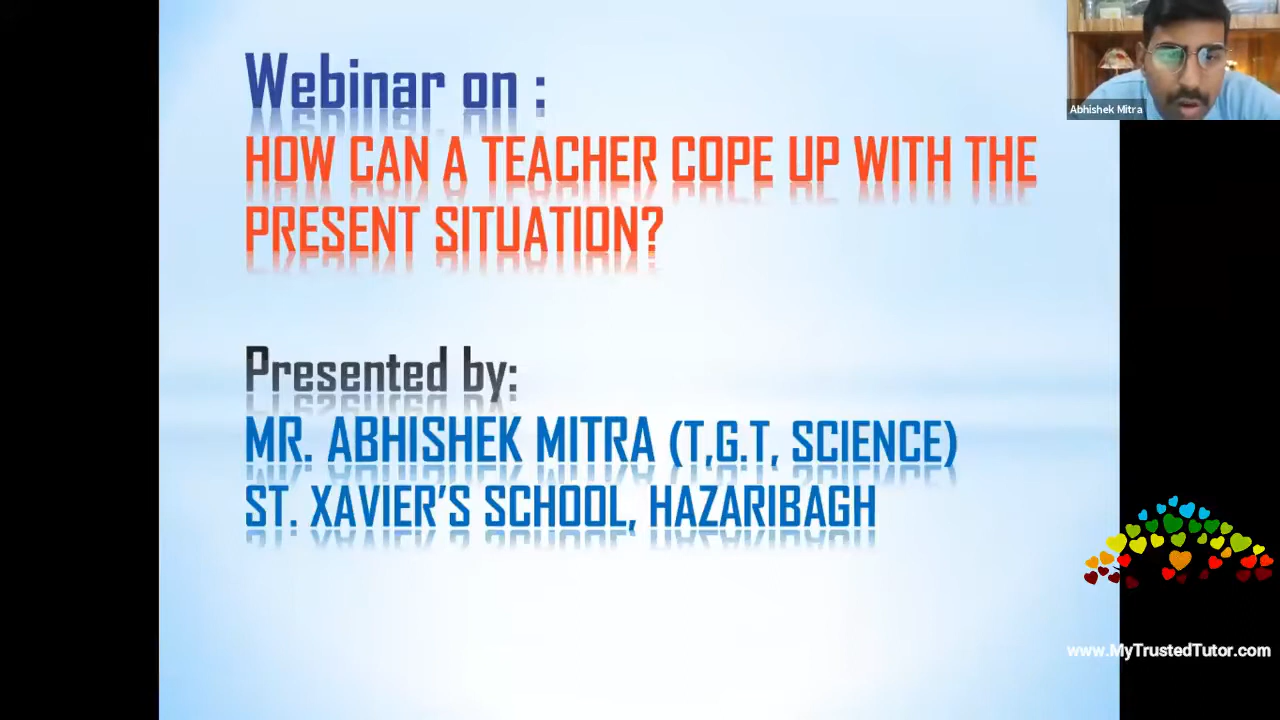 Webinar on :
HOW CAN A TEACHER COPE UP WITH THE
PRESENT SITUATION?
Presented by:
MR. ABHISHEK MITRA (T,G.T, SCIENCE)
ST. XAVIER’S SCHOOL, HAZARIBAGH
Abhishek Mitra
www.MyTrustedTutor.com